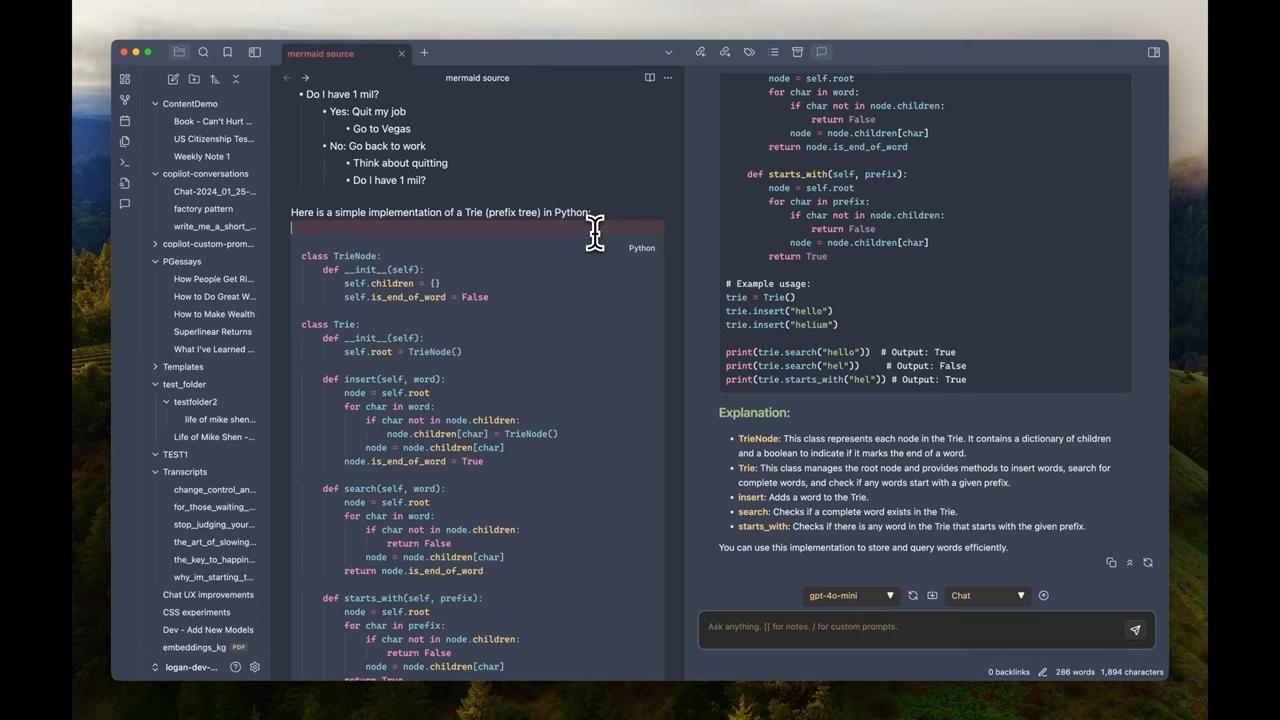 mermaid source
mermaid source
ContentDemo
Book - Can't Hurt ...
US Citizenship Tes...
Weekly Note 1
copilot-conversations
Chat-2024_01_25-...
factory pattern
write_me_a_short_...
copilot-custom-prom...
PGessays
How People Get Ri...
How to Do Great W...
How to Make Wealth
Superlinear Returns
What I've Learned ...
Templates
test_folder
testfolder2
life of mike shen...
Life of Mike Shen -...
TEST1
Transcripts
change_control_an...
for_those_waiting_...
stop_judging_your...
the_art_of_slowing...
the_key_to_happin...
why_im_starting_t...
Chat UX improvements
CSS experiments
Dev - Add New Models
embeddings_kg PDF
logan-dev-...
• Do I have 1 mil?
• Yes: Quit my job
• Go to Vegas
• No: Go back to work
• Think about quitting
• Do I have 1 mil?
Here is a simple implementation of a Trie (prefix tree) in Python:
Python
class TrieNode:
def __init__(self):
self.children = {}
self.is_end_of_word = False
class Trie:
def __init__(self):
self.root = TrieNode()
def insert(self, word):
node = self.root
for char in word:
if char not in node.children:
node.children[char] = TrieNode()
node = node.children[char]
node.is_end_of_word = True
def search(self, word):
node = self.root
for char in word:
if char not in node.children:
return False
node = node.children[char]
return node.is_end_of_word
def starts_with(self, prefix):
node = self.root
for char in prefix:
if char not in node.children:
return False
node = node.children[char]
return True
node = self.root
for char in word:
if char not in node.children:
return False
node = node.children[char]
return node.is_end_of_word
def starts_with(self, prefix):
node = self.root
for char in prefix:
if char not in node.children:
return False
node = node.children[char]
return True
# Example usage:
trie = Trie()
trie.insert("hello")
trie.insert("helium")
print(trie.search("hello")) # Output: True
print(trie.search("hel")) # Output: False
print(trie.starts_with("hel")) # Output: True
Explanation:
• TrieNode: This class represents each node in the Trie. It contains a dictionary of children
and a boolean to indicate if it marks the end of a word.
• Trie: This class manages the root node and provides methods to insert words, search for
complete words, and check if any words start with a given prefix.
• insert: Adds a word to the Trie.
• search: Checks if a complete word exists in the Trie.
• starts_with: Checks if there is any word in the Trie that starts with the given prefix.
You can use this implementation to store and query words efficiently.
gpt-4o-mini
Chat
Ask anything. [[ for notes. / for custom prompts.
0 backlinks
286 words 1,894 characters